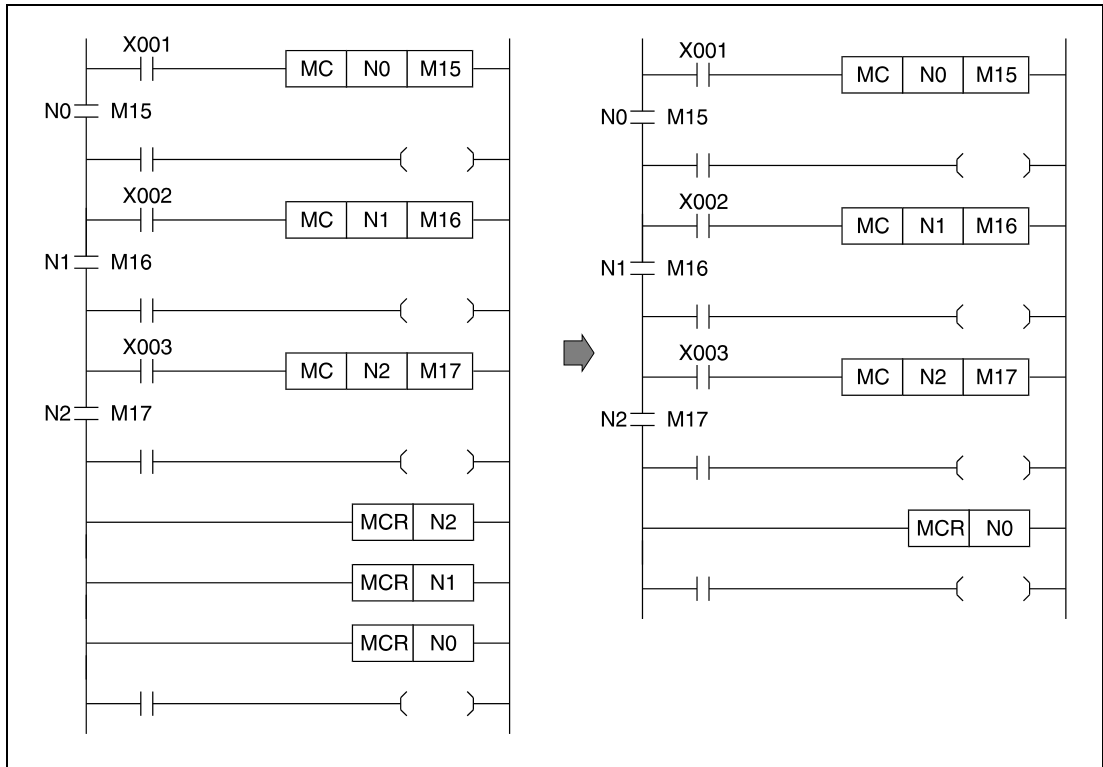 X001
MC N0 M15
N0 M15
X002
MC N1 M16
N1 M16
X003
MC N2 M17
N2 M17
MCR N2
MCR N1
MCR N0
X001
MC N0 M15
N0 M15
X002
MC N1 M16
N1 M16
X003
MC N2 M17
N2 M17
MCR N0